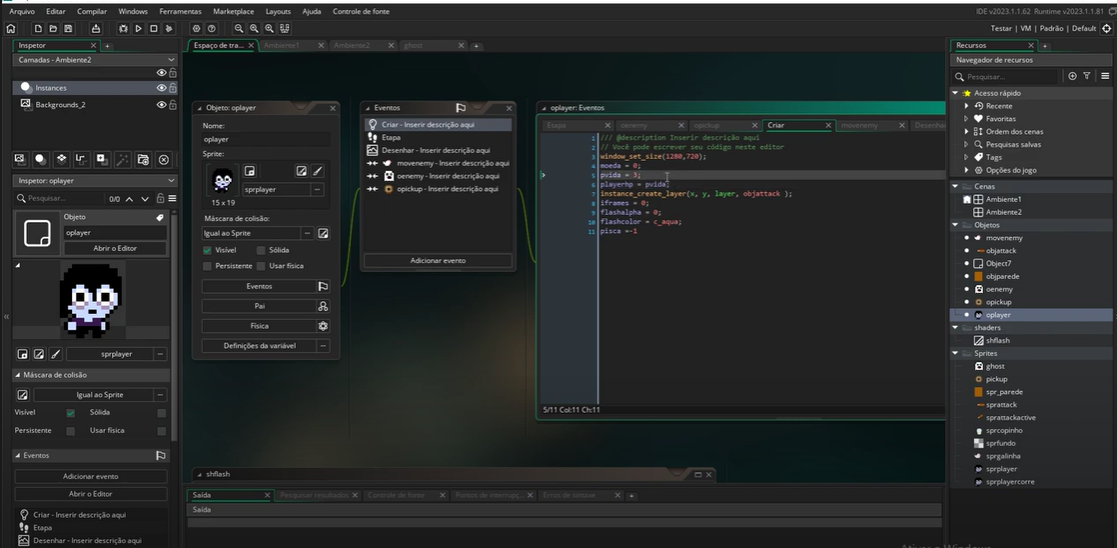 IDE v2023.1.1.62 Runtime v2023.1.1.81
Arquivo Editar Compilar Windows Ferramentas Marketplace Layouts Ajuda Controle de fonte
Testar | VM | Padrão | Default
Inspetor
Espaço de tra...
Ambiente1
Ambiente2
ghost
Recursos
Camadas - Ambiente2
Navegador de recursos
Instances
Backgrounds_2
Pesquisar...
Acesso rápido
Recente
Favoritas
Ordem dos cenas
Pesquisas salvas
Tags
Opções do jogo
Cenas
Ambiente1
Ambiente2
Objetos
movenemy
objattack
Object7
objparede
oenemy
opickup
oplayer
shaders
shflash
Sprites
ghost
pickup
spr_parede
sprattack
sprattackactive
sprcopinho
sprfundo
sprgalinha
sprplayer
sprplayercorre
Inspetor: oplayer
Pesquisar...
0/0
Objeto
oplayer
Abrir o Editor
sprplayer
Máscara de colisão
Igual ao Sprite
Visível
Sólida
Persistente
Usar física
Eventos
Adicionar evento
Abrir o Editor
Criar - Inserir descrição aqui
Etapa
Desenhar - Inserir descrição aqui
Objeto: oplayer
Nome:
oplayer
Sprite:
sprplayer
15 x 19
Máscara de colisão:
Igual ao Sprite
Visível
Sólida
Persistente
Usar física
Eventos
Pai
Física
Definições da variável
Eventos
Criar - Inserir descrição aqui
Etapa
Desenhar - Inserir descrição aqui
movenemy - Inserir descrição aqui
oenemy - Inserir descrição aqui
opickup - Inserir descrição aqui
Adicionar evento
oplayer: Eventos
Etapa
oenemy
opickup
Criar
movenemy
Desenhar
1 /// @description Inserir descrição aqui
2 // Você pode escrever seu código neste editor
3 window_set_size(1280,720);
4 moeda = 0;
5 pvida = 3;
6 playerhp = pvida;
7 instance_create_layer(x, y, layer, objattack );
8 iframes = 0;
9 flashalpha = 0;
10 flashcolor = c_aqua;
11 pisca =-1
5/11 Col:11 Ch:11
shflash
Saída
Pesquisar resultados
Controle de fonte
Pontos de interrup...
Erros de sintaxe
Saída